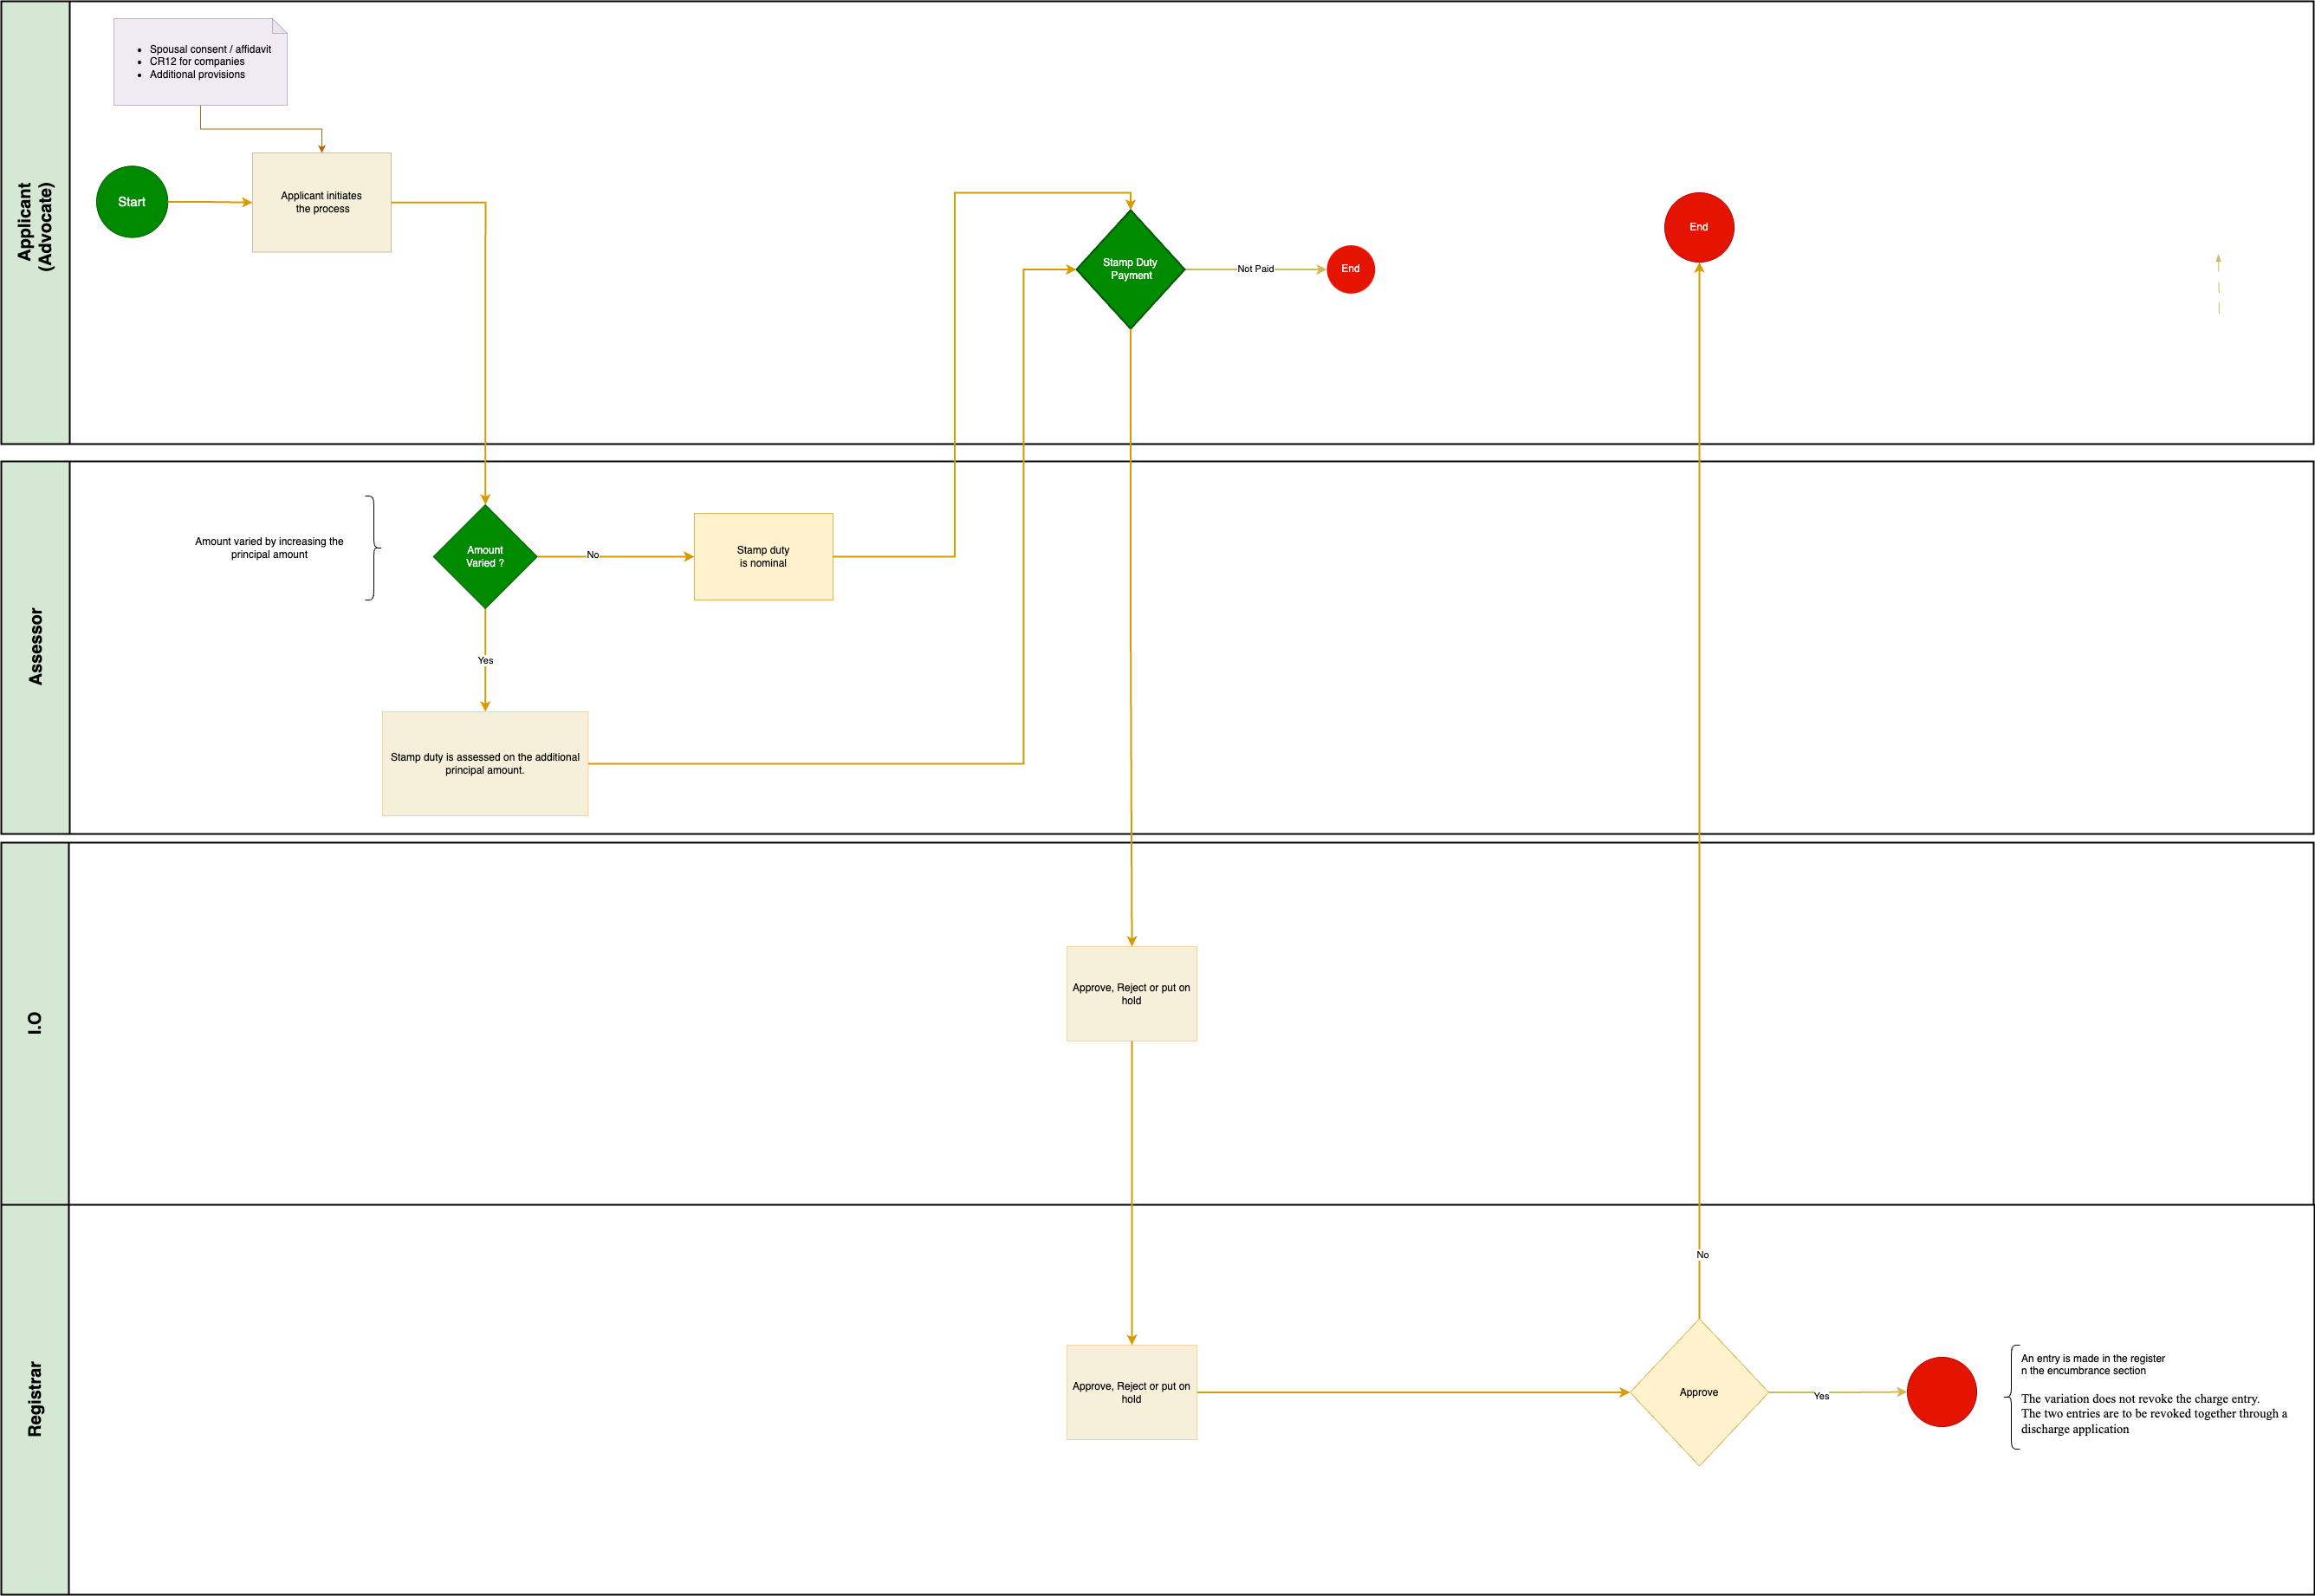 Applicant
(Advocate)
• Spousal consent / affidavit
• CR12 for companies
• Additional provisions
Start
Applicant initiates
the process
Stamp Duty
Payment
Not Paid
End
End
Assessor
Amount varied by increasing the
principal amount
Amount
Varied ?
No
Stamp duty
is nominal
Yes
Stamp duty is assessed on the additional
principal amount.
I.O
Approve, Reject or put on
hold
Registrar
No
Approve, Reject or put on
hold
Approve
Yes
An entry is made in the register
n the encumbrance section
The variation does not revoke the charge entry.
The two entries are to be revoked together through a
discharge application